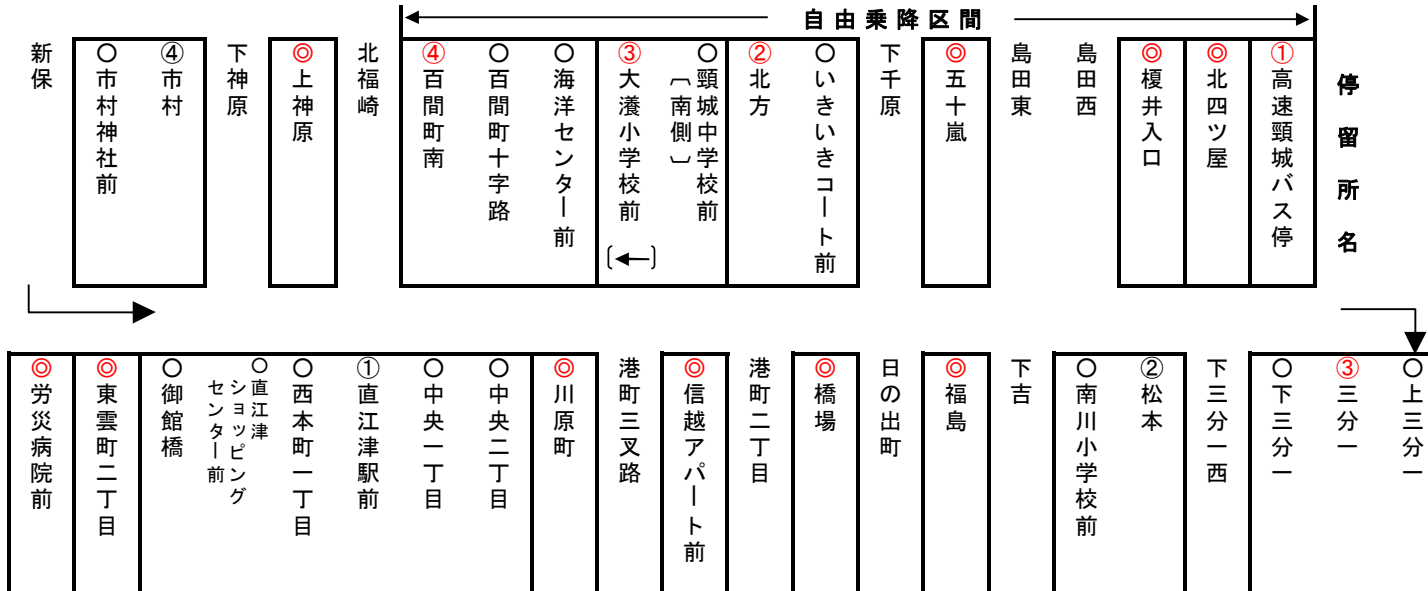 自由乗降区間
停留所名
①高速頸城バス停
◎北四ツ屋
◎榎井入口
島田西
島田東
◎五十嵐
下千原
○いきいきコート前
②北方
○頸城中学校前
〔南側〕
③大瀁小学校前
(←)
○海洋センター前
○百間町十字路
④百間町南
北福崎
◎上神原
下神原
④市村
○市村神社前
新保
○上三分一
③三分一
○下三分一
下三分一西
②松本
○南川小学校前
下吉
◎福島
日の出町
◎橋場
港町二丁目
◎信越アパート前
港町三叉路
◎川原町
○中央二丁目
○中央一丁目
①直江津駅前
○西本町一丁目
○直江津
ショッピング
センター前
○御館橋
◎東雲町二丁目
◎労災病院前